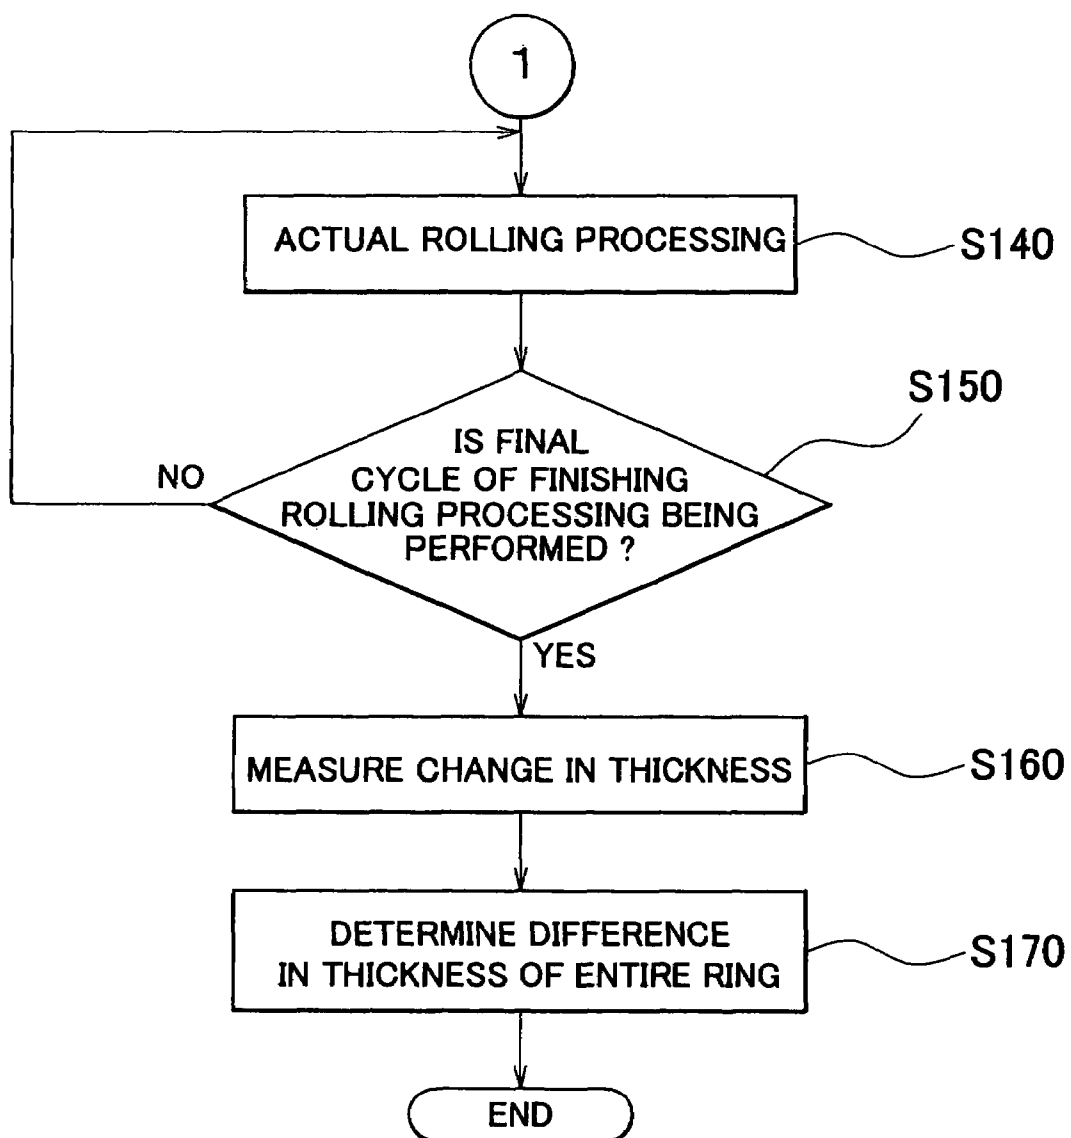 1
ACTUAL ROLLING PROCESSING
S140
S150
IS FINAL
CYCLE OF FINISHING
ROLLING PROCESSING BEING
PERFORMED ?
NO
YES
MEASURE CHANGE IN THICKNESS
S160
DETERMINE DIFFERENCE
IN THICKNESS OF ENTIRE RING
S170
END